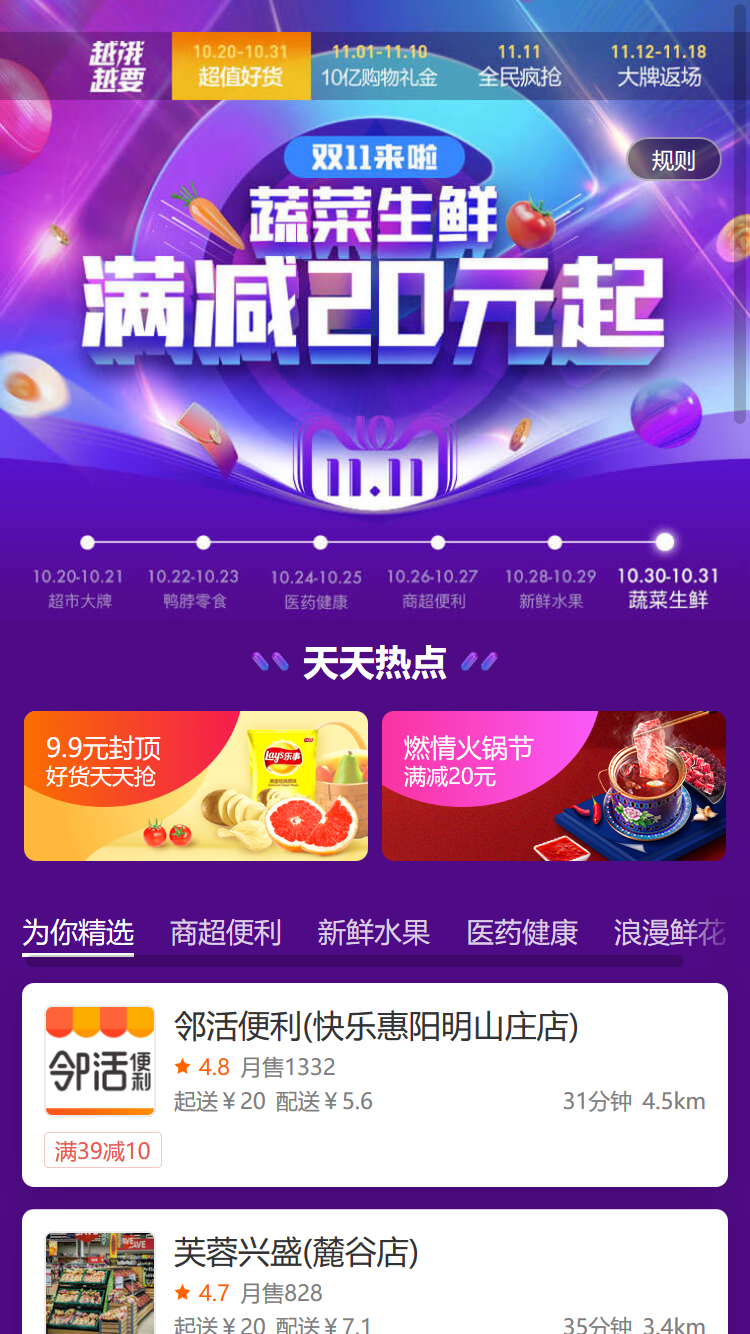 越饿
越要
10.20-10.31
超值好货
11.01-11.10
10亿购物礼金
11.11
全民疯抢
11.12-11.18
大牌返场
双11来啦
规则
蔬菜生鲜
满减20元起
11.11
10.20-10.21
超市大牌
10.22-10.23
鸭脖零食
10.24-10.25
医药健康
10.26-10.27
商超便利
10.28-10.29
新鲜水果
10.30-10.31
蔬菜生鲜
天天热点
9.9元封顶
好货天天抢
Lay's乐事
燃情火锅节
满减20元
为你精选 商超便利 新鲜水果 医药健康 浪漫鲜花
邻活便利
邻活便利(快乐惠阳明山庄店)
4.8 月售1332
起送¥20 配送¥5.6 31分钟 4.5km
满39减10
芙蓉兴盛(麓谷店)
4.7 月售828
起送¥20 配送¥7.1 35分钟 3.4km